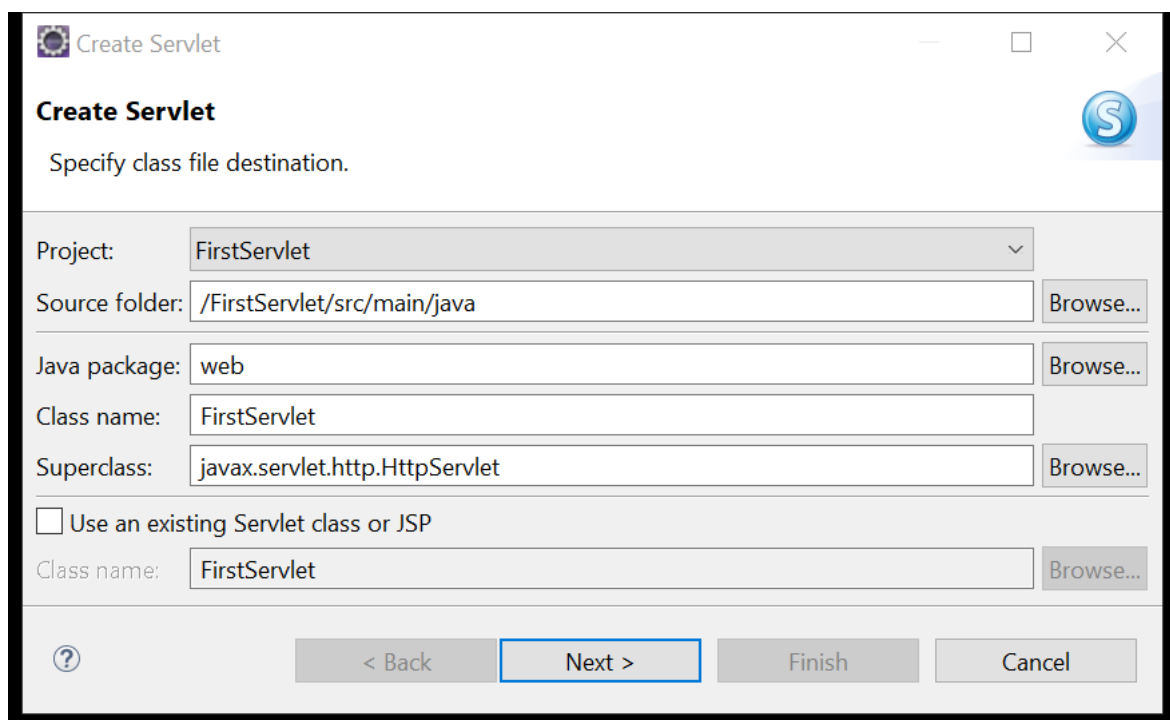 Create Servlet
Create Servlet
S
Specify class file destination.
Project: FirstServlet
Source folder: /FirstServlet/src/main/java Browse...
Java package: web Browse...
Class name: FirstServlet
Superclass: javax.servlet.http.HttpServlet Browse...
Use an existing Servlet class or JSP
Class name: FirstServlet Browse...
? < Back Next > Finish Cancel